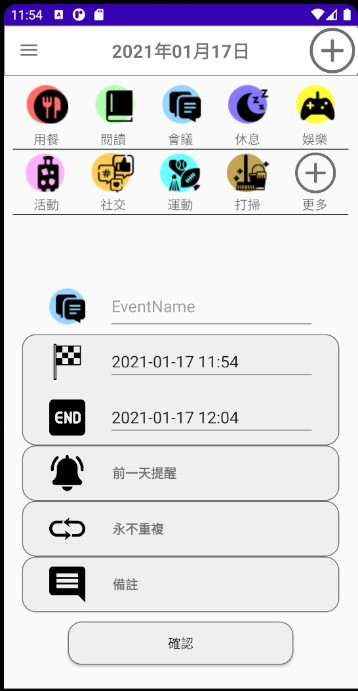 11:54
2021年01月17日
用餐 閱讀 會議 休息 娛樂
活動 社交 運動 打掃 更多
EventName
2021-01-17 11:54
END 2021-01-17 12:04
前一天提醒
永不重複
備註
確認